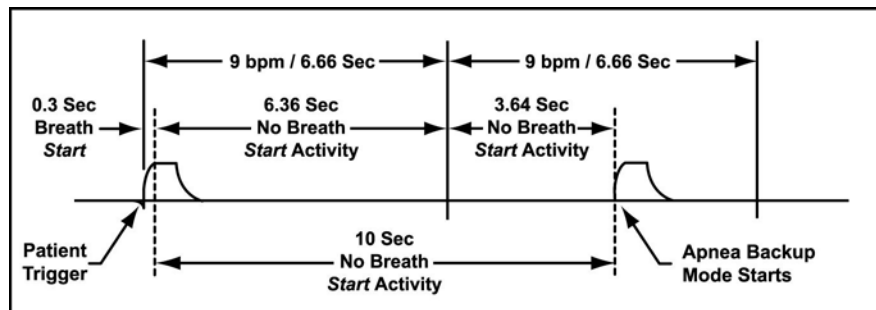 9 bpm / 6.66 Sec
9 bpm / 6.66 Sec
0.3 Sec
Breath
Start
6.36 Sec
No Breath
Start Activity
3.64 Sec
No Breath
Start Activity
Patient
Trigger
10 Sec
No Breath
Start Activity
Apnea Backup
Mode Starts